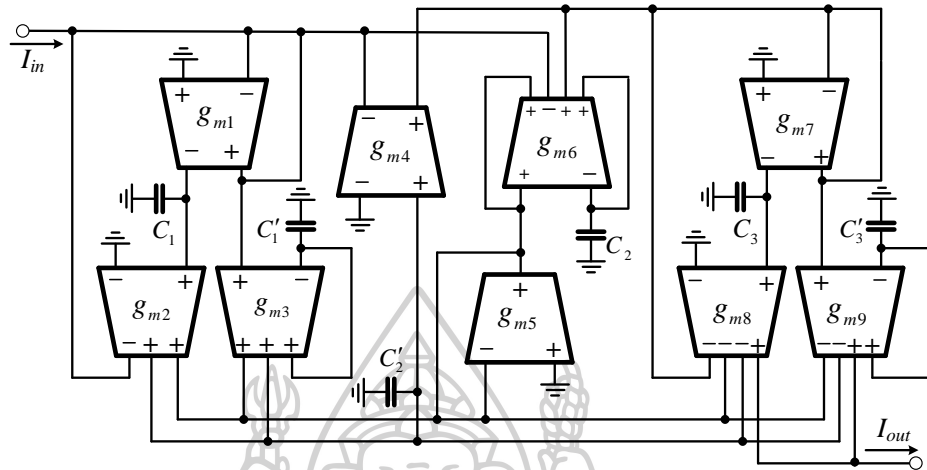 I_in
+ −
g_m1
− +
C_1
C′_1
− +
g_m2
− + +
+ −
g_m3
+ + +
− +
g_m4
− +
C′_2
+ − + +
g_m6
+ −
C_2
+
g_m5
− +
+ −
g_m7
− +
C_3
C′_3
− +
g_m8
− − − +
+ −
g_m9
− − + +
I_out